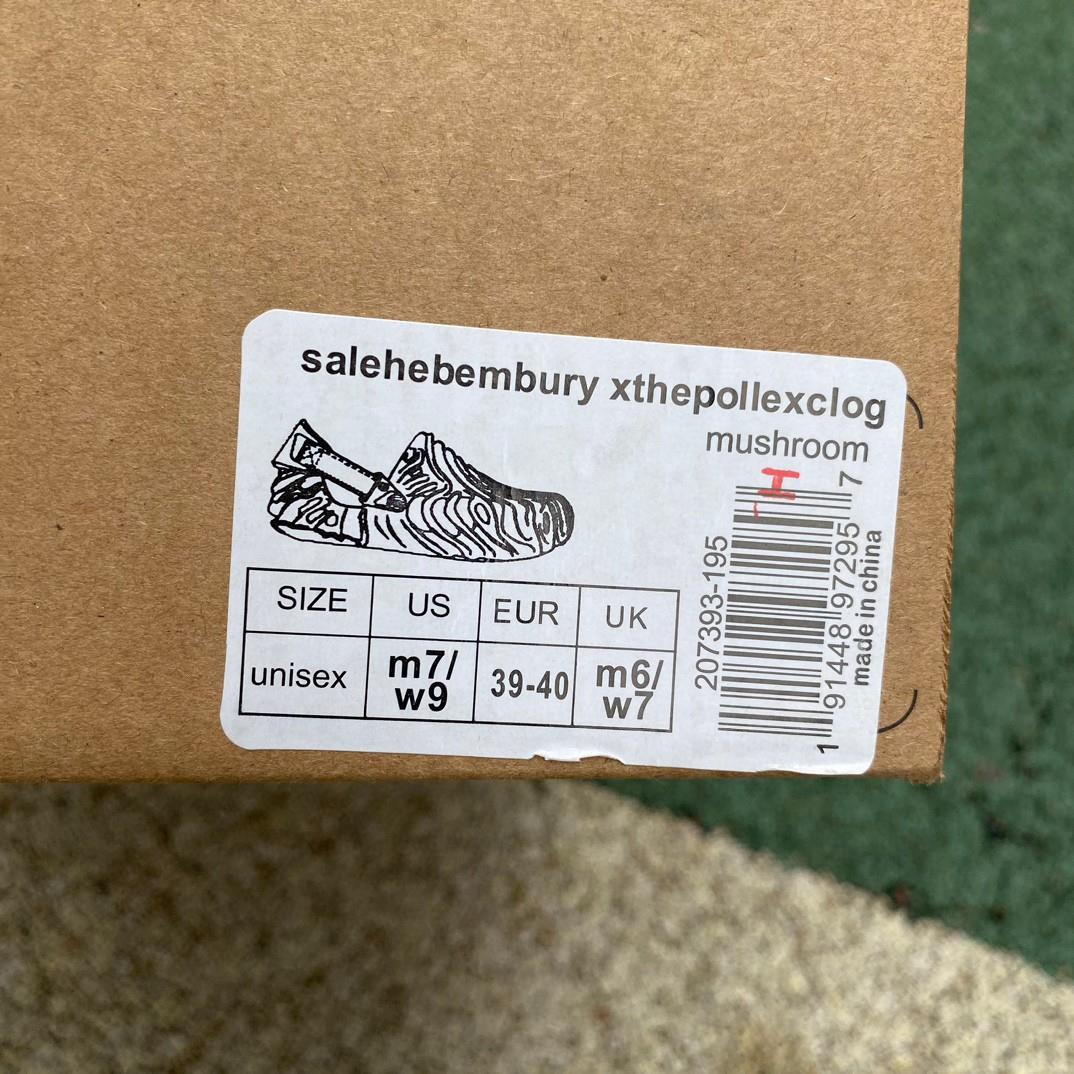 salehebembury xthepollexclog
mushroom
SIZE US EUR UK
unisex m7/w9 39-40 m6/w7
207393-195
1 91448 97295 7
made in china
H